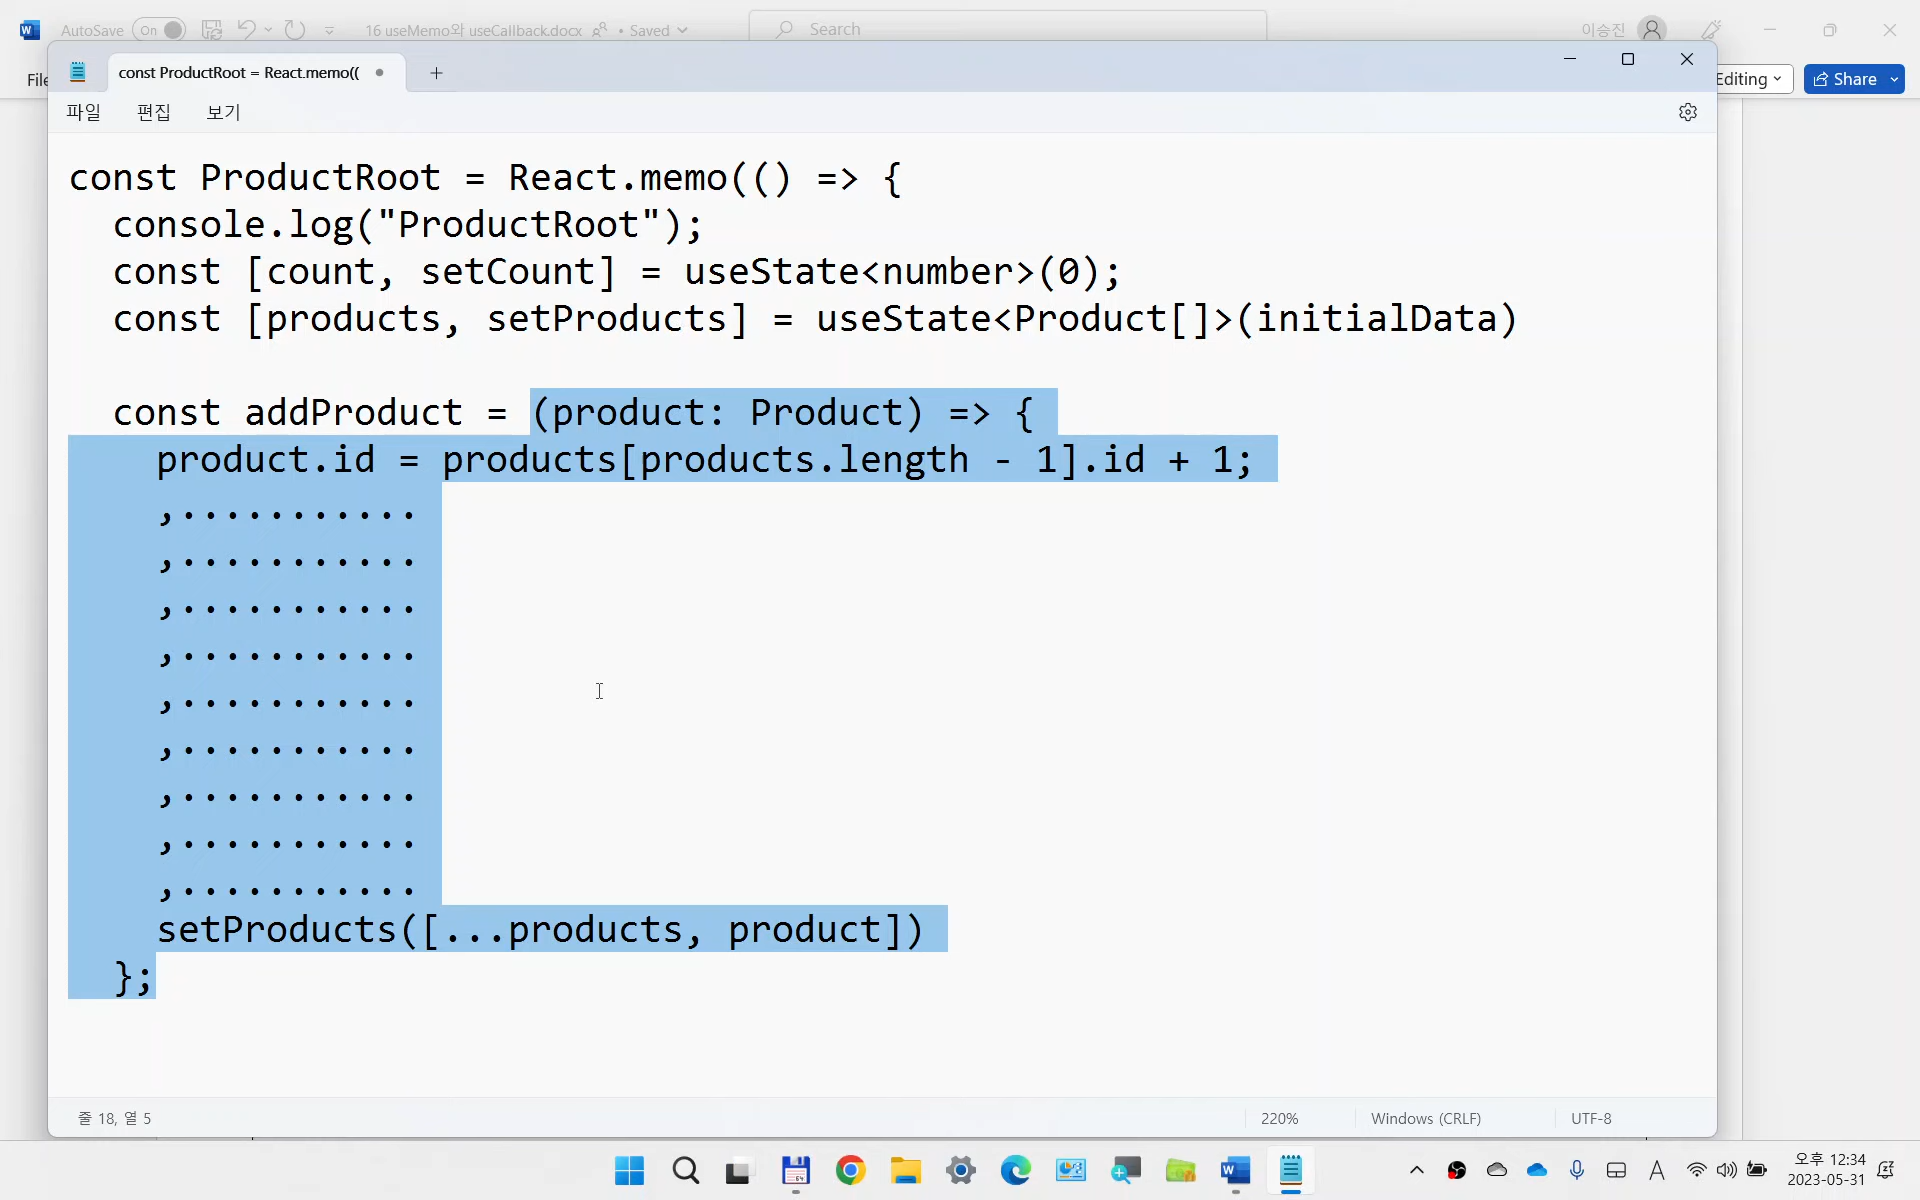 AutoSave On 16 useMemo와 useCallback.docx • Saved Search 이승진
File Editing Share
const ProductRoot = React.memo((
파일 편집 보기
const ProductRoot = React.memo(() => {
console.log("ProductRoot");
const [count, setCount] = useState<number>(0);
const [products, setProducts] = useState<Product[]>(initialData)
const addProduct = (product: Product) => {
product.id = products[products.length - 1].id + 1;
,...........
,...........
,...........
,...........
,...........
,...........
,...........
,...........
,...........
setProducts([...products, product])
};
줄 18, 열 5 220% Windows (CRLF) UTF-8
A 오후 12:34
2023-05-31